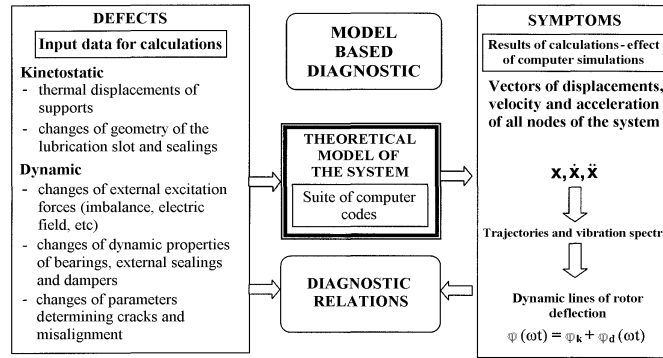 DEFECTS
Input data for calculations
Kinetostatic
- thermal displacements of
supports
- changes of geometry of the
lubrication slot and sealings
Dynamic
- changes of external excitation
forces (imbalance, electric
field, etc)
- changes of dynamic properties
of bearings, external sealings
and dampers
- changes of parameters
determining cracks and
misalignment
MODEL
BASED
DIAGNOSTIC
THEORETICAL
MODEL OF
THE SYSTEM
Suite of computer
codes
DIAGNOSTIC
RELATIONS
SYMPTOMS
Results of calculations - effect
of computer simulations
Vectors of displacements,
velocity and acceleration
of all nodes of the system
x, ẋ, ẍ
Trajectories and vibration spectr
Dynamic lines of rotor
deflection
φ (ωt) = φk + φd (ωt)